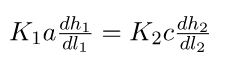 $K_1 a \frac{dh_1}{dl_1} = K_2 c \frac{dh_2}{dl_2}$